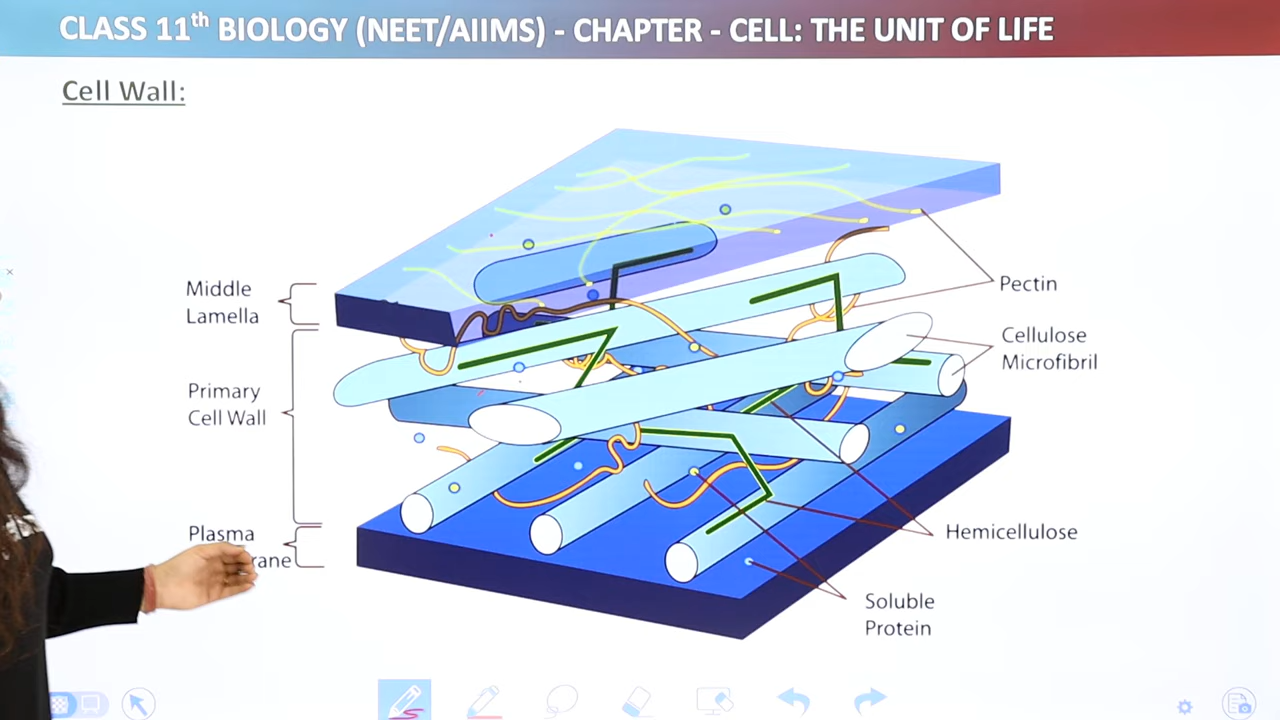 CLASS 11th BIOLOGY (NEET/AIIMS) - CHAPTER - CELL: THE UNIT OF LIFE
Cell Wall:
Middle
Lamella
Primary
Cell Wall
Plasma
Pectin
Cellulose
Microfibril
Hemicellulose
Soluble
Protein